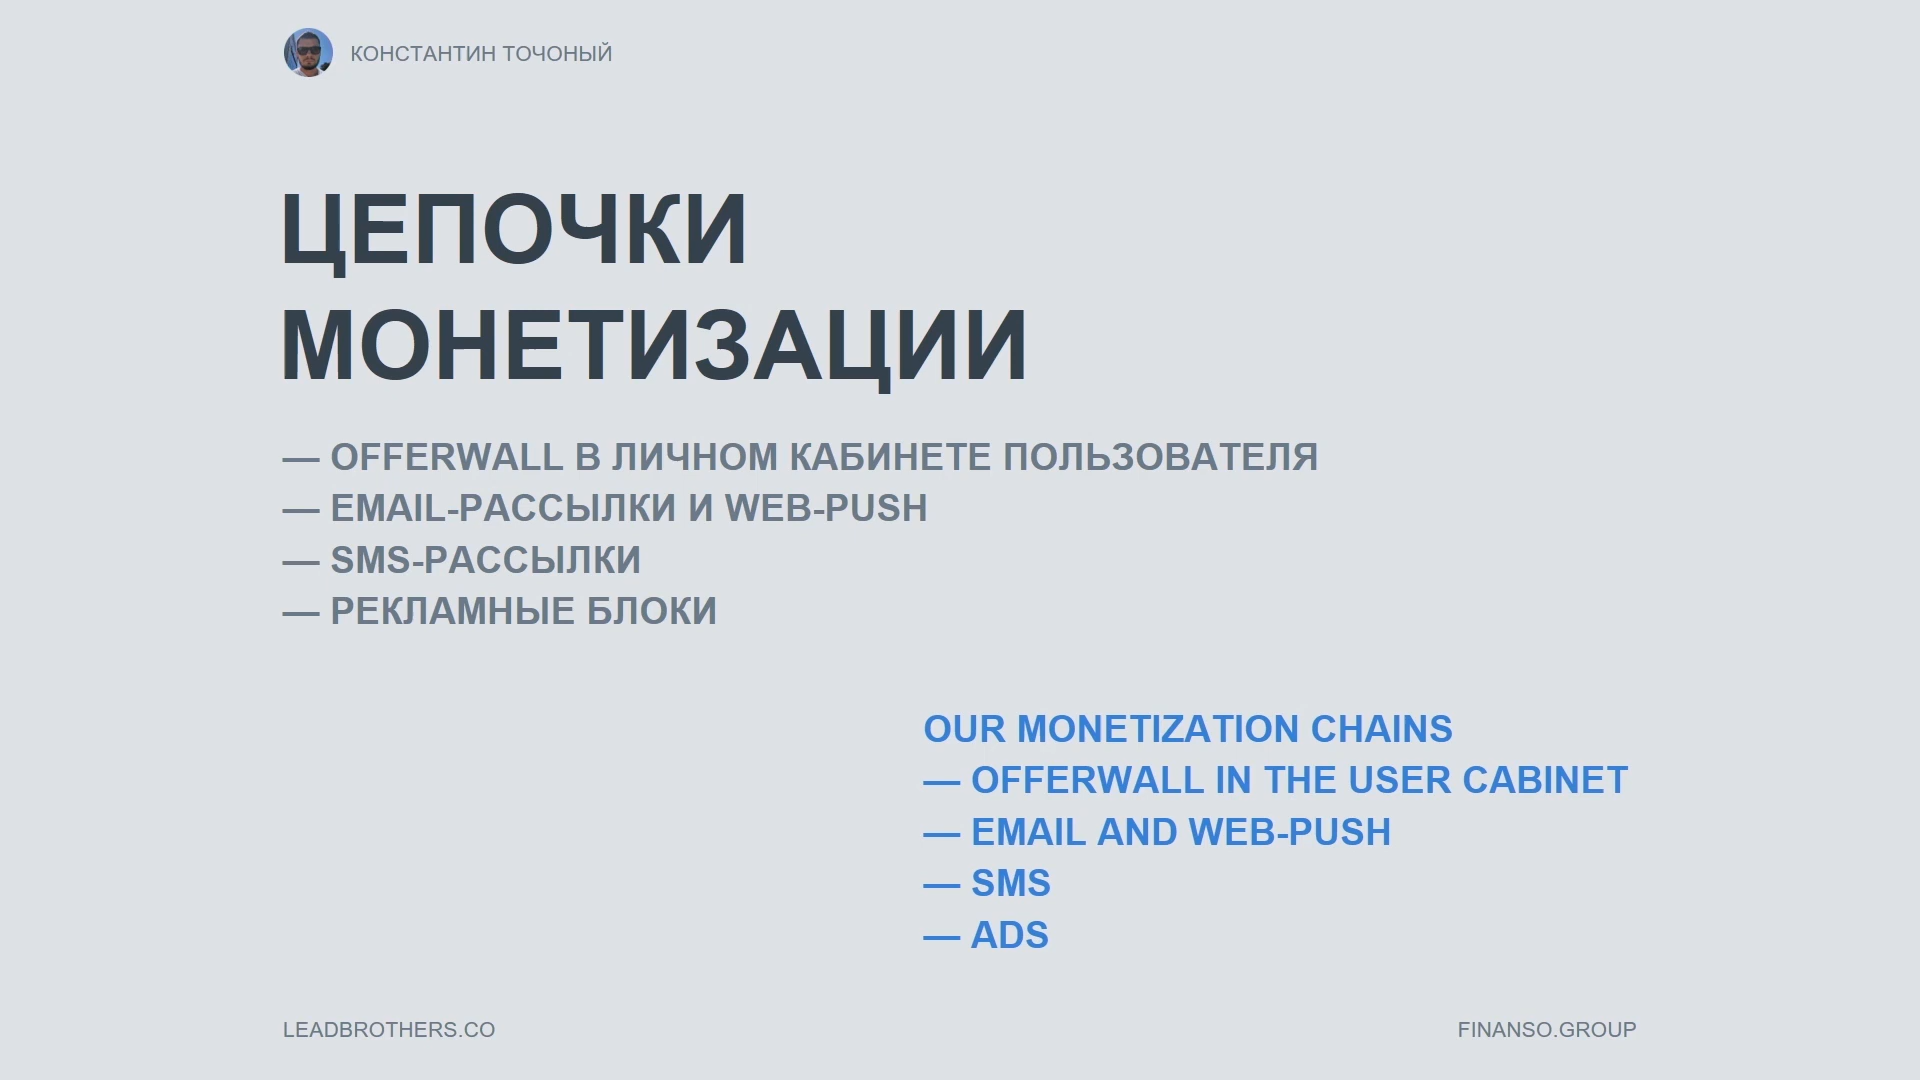 КОНСТАНТИН ТОЧОНЫЙ
ЦЕПОЧКИ
МОНЕТИЗАЦИИ
— OFFERWALL В ЛИЧНОМ КАБИНЕТЕ ПОЛЬЗОВАТЕЛЯ
— EMAIL-РАССЫЛКИ И WEB-PUSH
— SMS-РАССЫЛКИ
— РЕКЛАМНЫЕ БЛОКИ
OUR MONETIZATION CHAINS
— OFFERWALL IN THE USER CABINET
— EMAIL AND WEB-PUSH
— SMS
— ADS
LEADBROTHERS.CO
FINANSO.GROUP